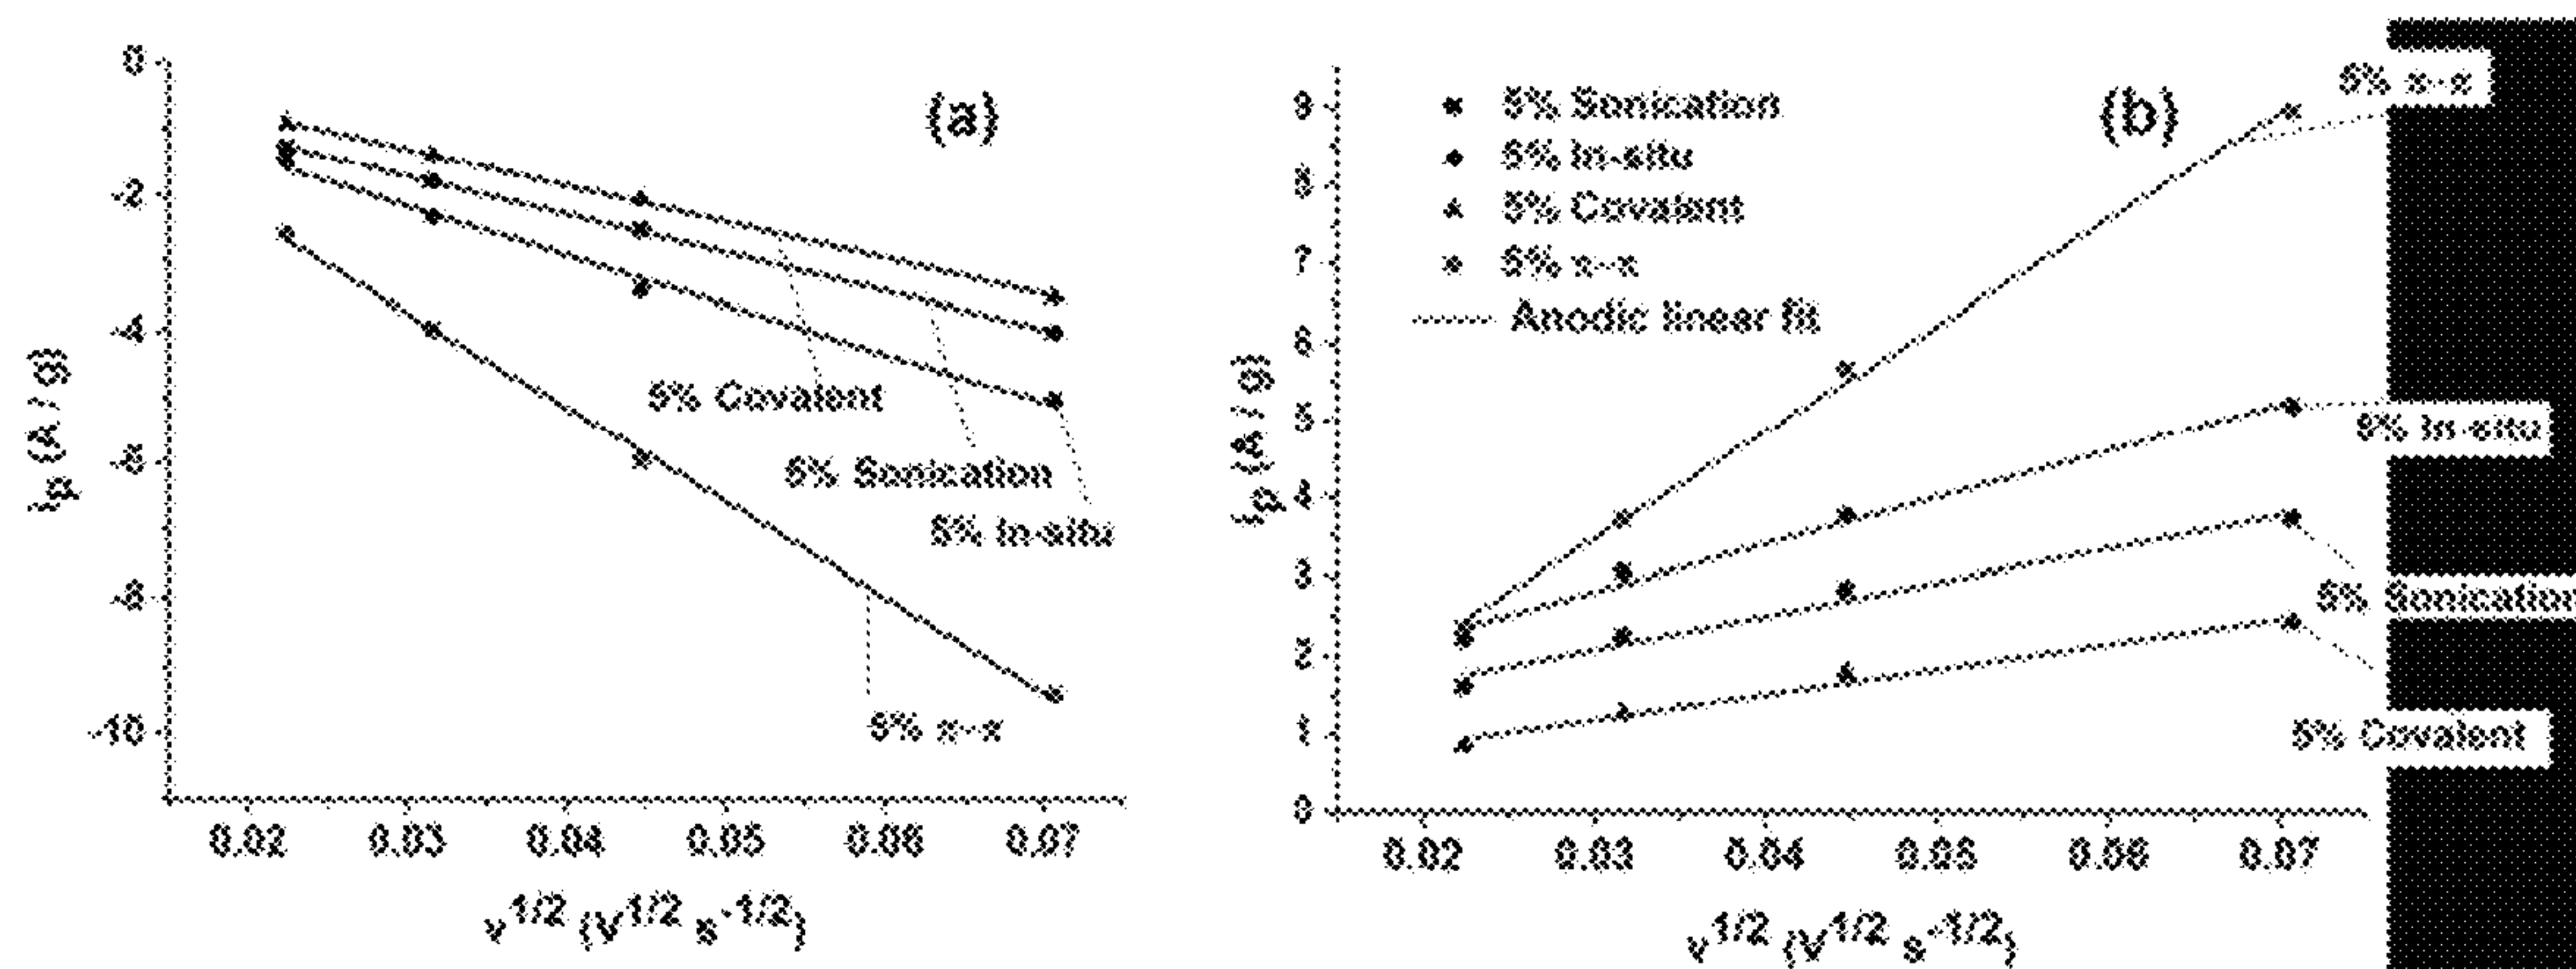 0
-2
-4
-6
-8
-10
ip (A / g)
(a)
5% Covalent
5% Sonication
5% In-situ
5% π-π
0.02 0.03 0.04 0.05 0.06 0.07
v1/2 (V1/2 s-1/2)
9
8
7
6
5
4
3
2
1
0
ip (A / g)
5% Sonication
5% In-situ
5% Covalent
5% π-π
Anodic linear fit
(b)
5% π-π
5% In-situ
5% Sonication
5% Covalent
0.02 0.03 0.04 0.05 0.06 0.07
v1/2 (V1/2 s-1/2)